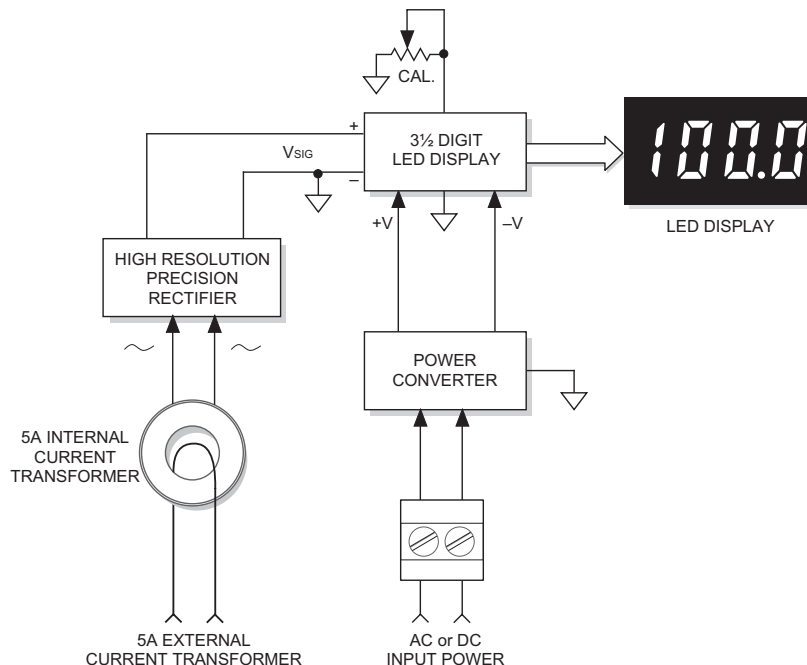 CAL.
+
3½ DIGIT
LED DISPLAY
VSIG
–
100.0
LED DISPLAY
+V
–V
HIGH RESOLUTION
PRECISION
RECTIFIER
POWER
CONVERTER
5A INTERNAL
CURRENT
TRANSFORMER
5A EXTERNAL
CURRENT TRANSFORMER
AC or DC
INPUT POWER